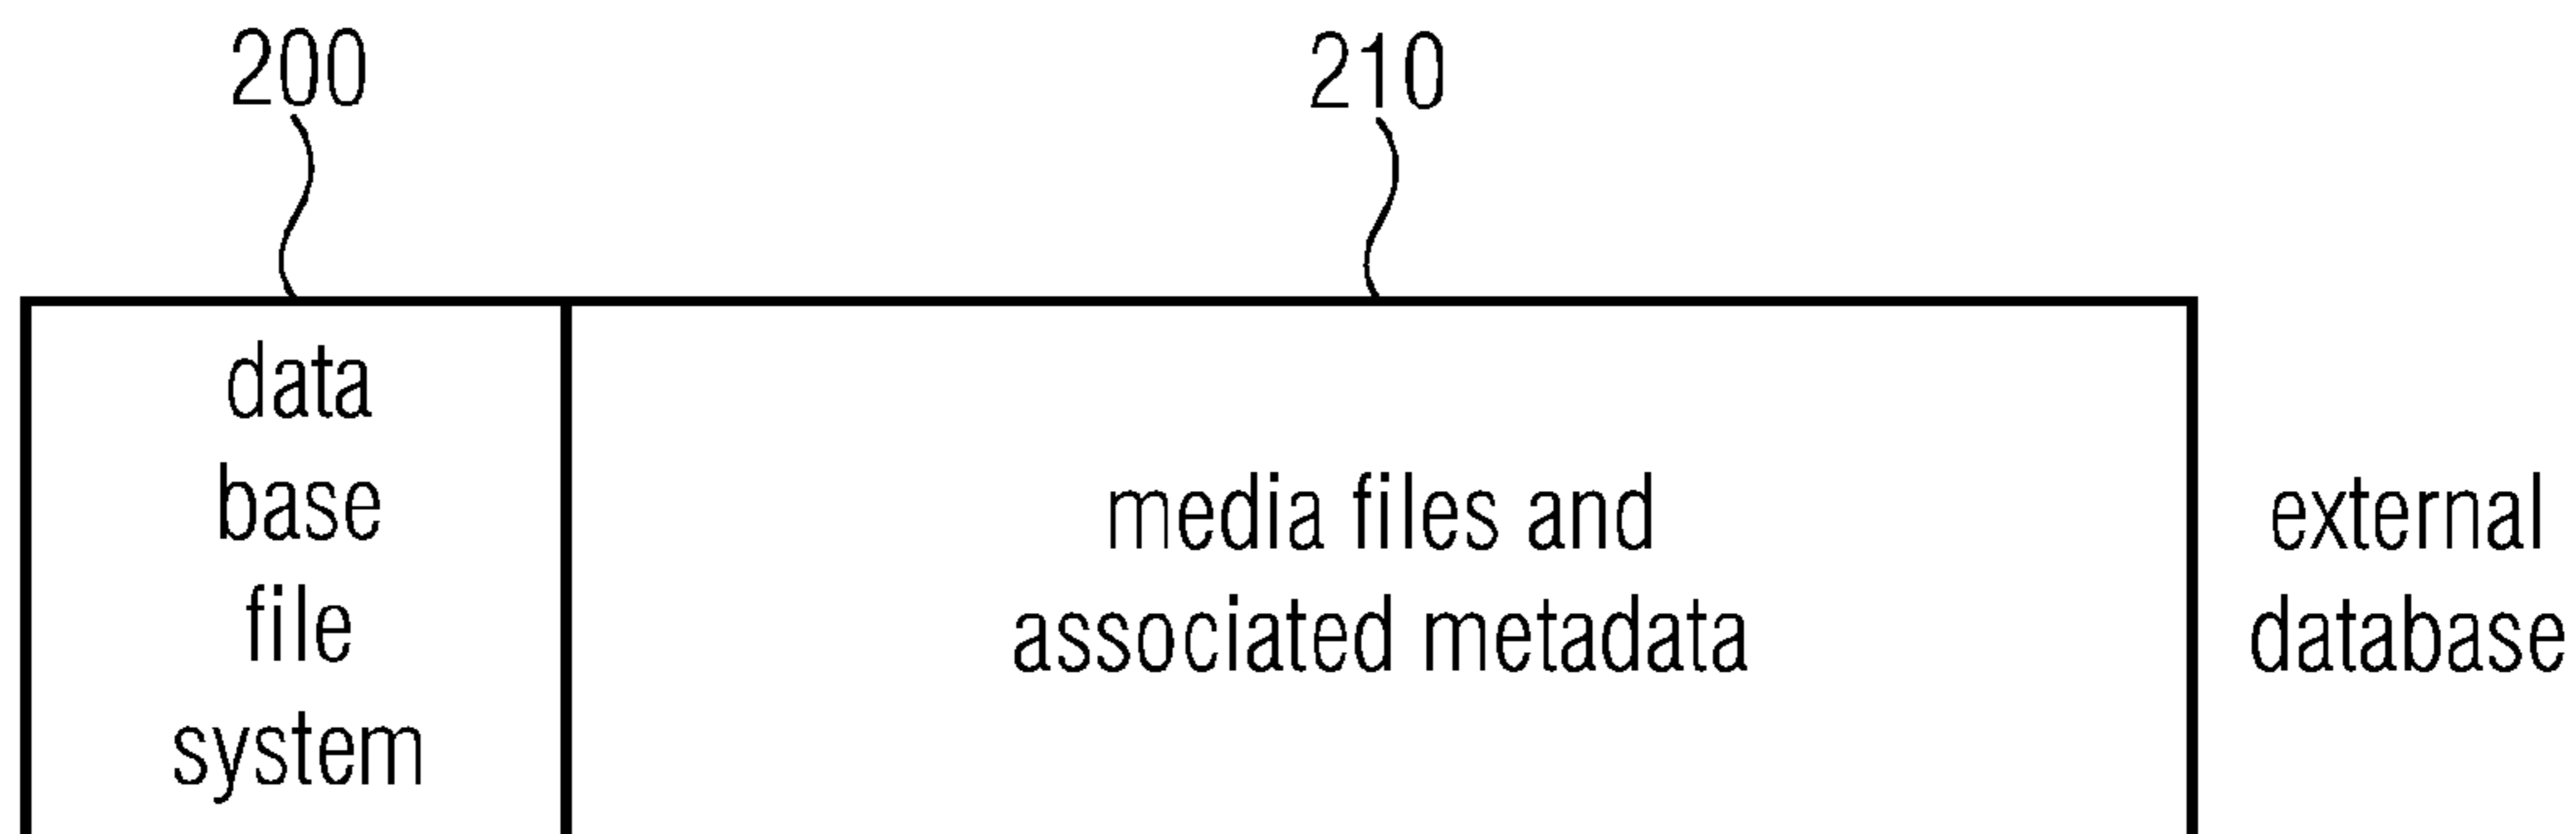 200
210
data
base
file
system
media files and
associated metadata
external
database